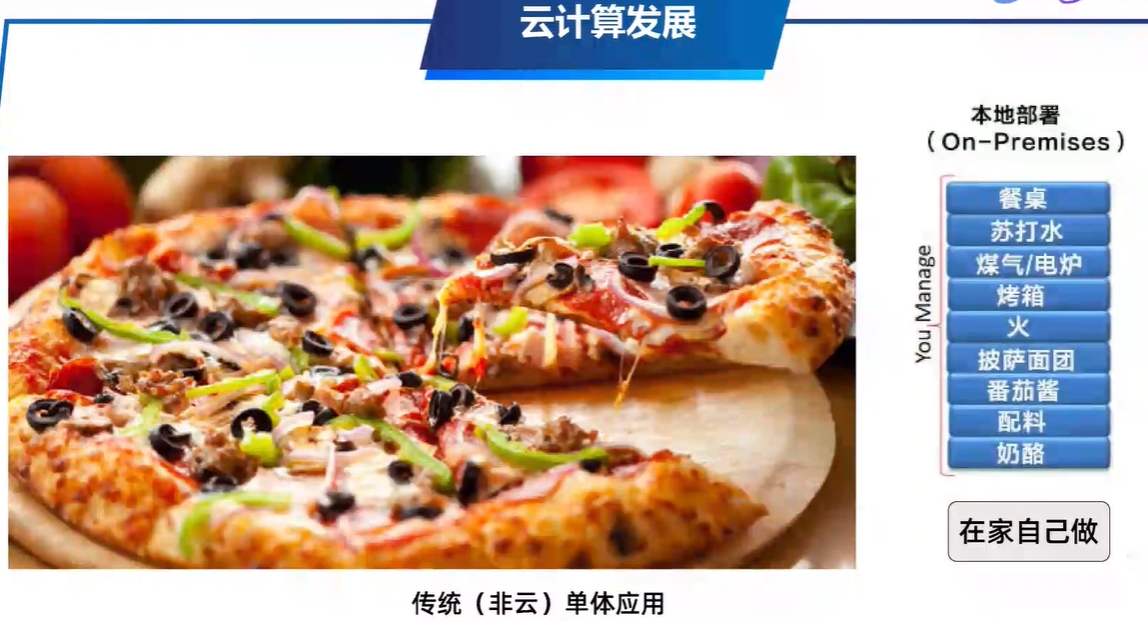 云计算发展
本地部署
（On-Premises）
You Manage
餐桌
苏打水
煤气/电炉
烤箱
火
披萨面团
番茄酱
配料
奶酪
在家自己做
传统（非云）单体应用